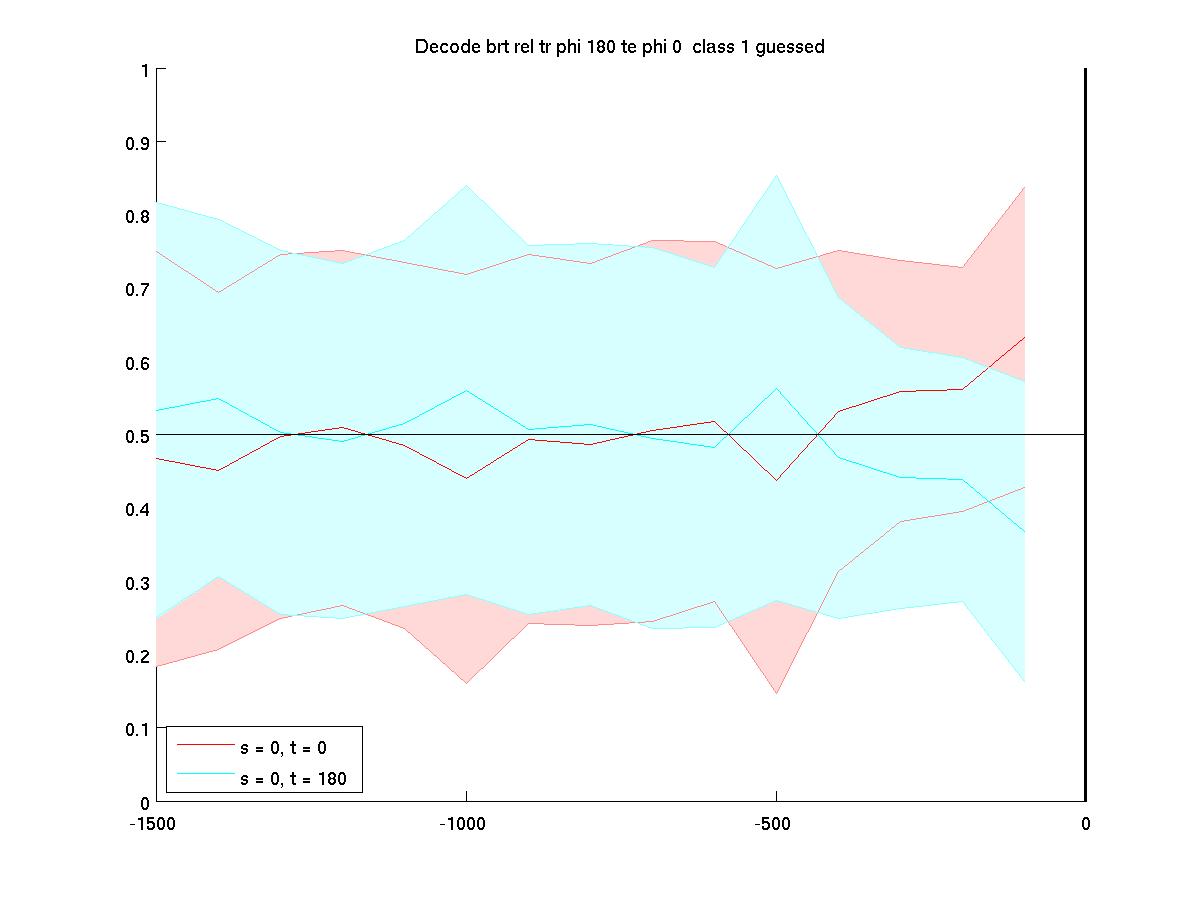 Decode brt rel tr phi 180 te phi 0  class 1 guessed
1
0.9
0.8
0.7
0.6
0.5
0.4
0.3
0.2
0.1
0
s = 0, t = 0
s = 0, t = 180
-1500 -1000 -500 0